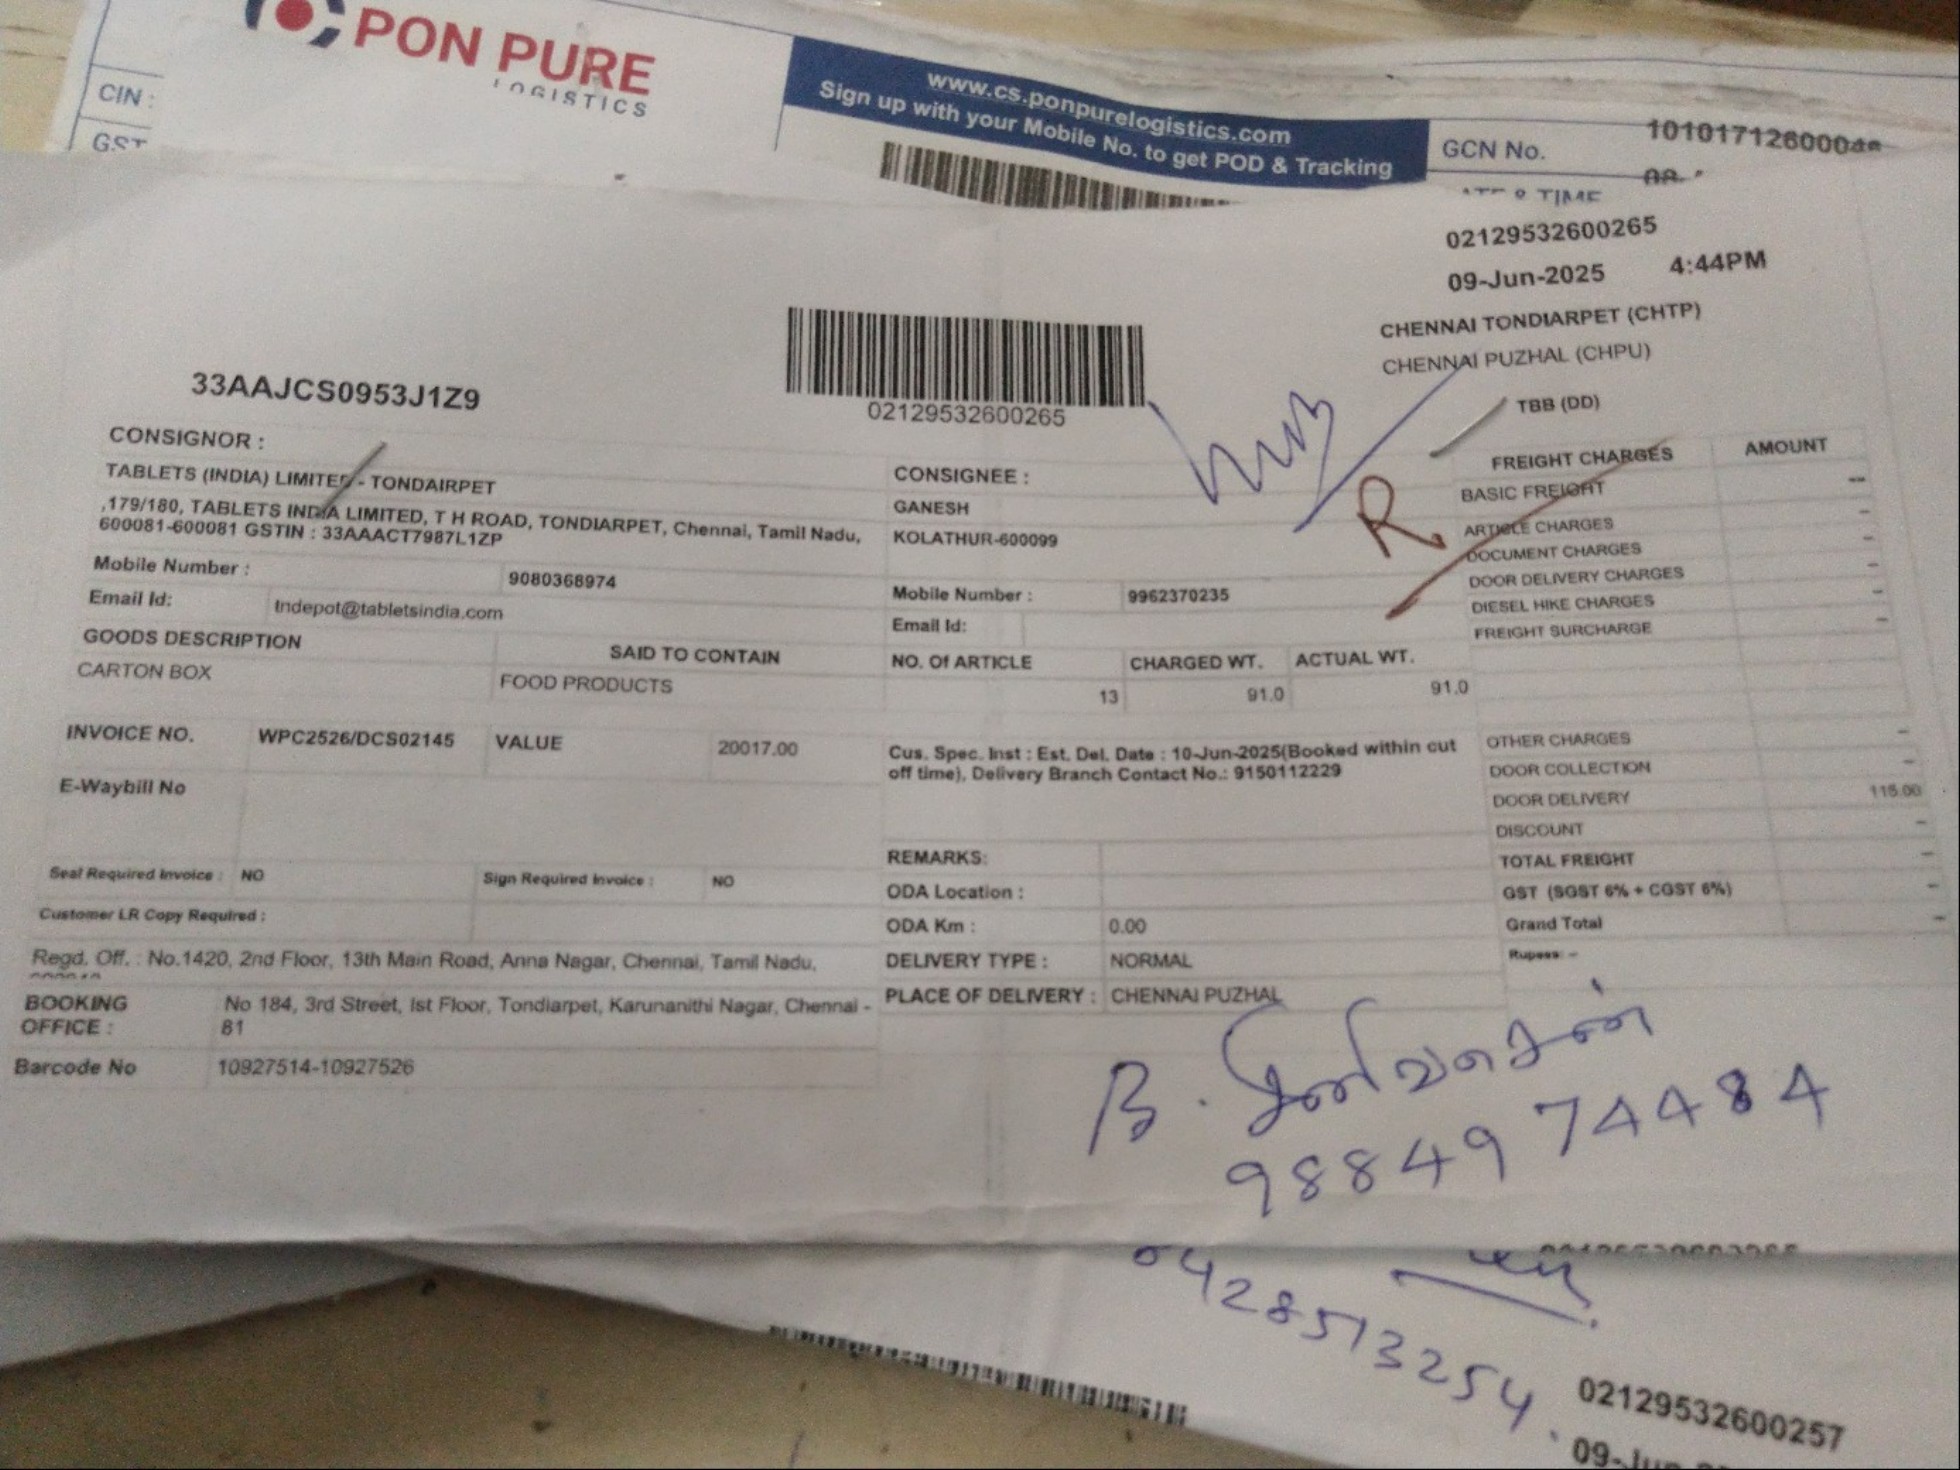 PON PURE
LOGISTICS
www.cs.ponpurelogistics.com
Sign up with your Mobile No. to get POD & Tracking
CIN :
GST
GCN No.
02129532600265
09-Jun-2025 4:44PM
CHENNAI TONDIARPET (CHTP)
CHENNAI PUZHAL (CHPU)
TBB (DD)
33AAJCS0953J1Z9
02129532600265
CONSIGNOR :
TABLETS (INDIA) LIMITED - TONDAIRPET
,179/180, TABLETS INDIA LIMITED, T H ROAD, TONDIARPET, Chennai, Tamil Nadu,
600081-600081 GSTIN : 33AAACT7987L1ZP
Mobile Number : 9080368974
Email Id: tndepot@tabletsindia.com
CONSIGNEE :
GANESH
KOLATHUR-600099
Mobile Number : 9962370235
Email Id:
R
FREIGHT CHARGES AMOUNT
BASIC FREIGHT --
ARTICLE CHARGES -
DOCUMENT CHARGES -
DOOR DELIVERY CHARGES -
DIESEL HIKE CHARGES -
FREIGHT SURCHARGE -
GOODS DESCRIPTION SAID TO CONTAIN NO. Of ARTICLE CHARGED WT. ACTUAL WT.
CARTON BOX FOOD PRODUCTS 13 91.0 91.0
INVOICE NO. WPC2526/DCS02145 VALUE 20017.00
E-Waybill No
Cus. Spec. Inst : Est. Del. Date : 10-Jun-2025(Booked within cut
off time), Delivery Branch Contact No.: 9150112229
OTHER CHARGES -
DOOR COLLECTION -
DOOR DELIVERY 115.00
DISCOUNT -
TOTAL FREIGHT -
GST (SGST 6% + CGST 6%) -
Grand Total -
Rupees: -
Seal Required Invoice : NO Sign Required Invoice : NO
Customer LR Copy Required :
REMARKS:
ODA Location :
ODA Km : 0.00
DELIVERY TYPE : NORMAL
PLACE OF DELIVERY : CHENNAI PUZHAL
Regd. Off. : No.1420, 2nd Floor, 13th Main Road, Anna Nagar, Chennai, Tamil Nadu,
BOOKING OFFICE : No 184, 3rd Street, Ist Floor, Tondiarpet, Karunanithi Nagar, Chennai - 81
Barcode No 10927514-10927526
B.
9884974484
02129532600257